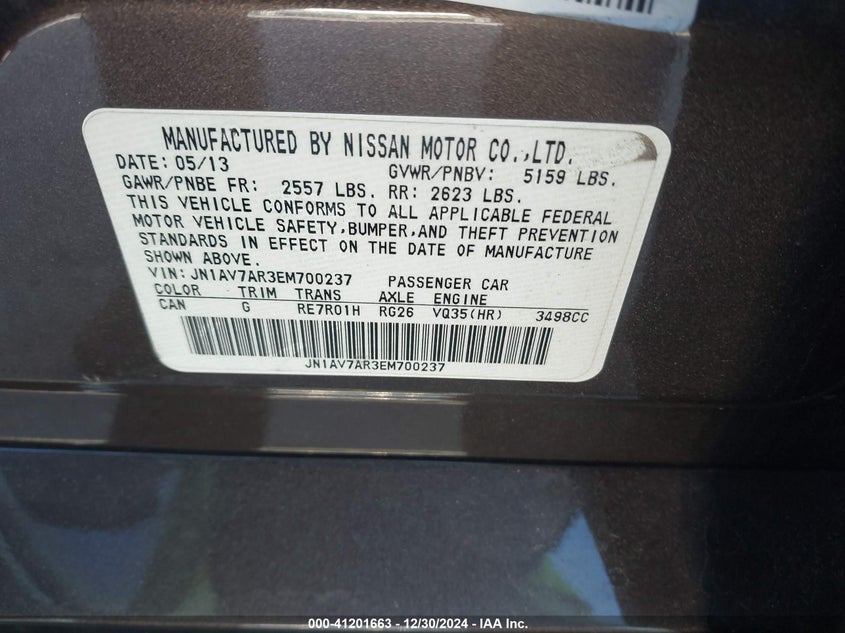 MANUFACTURED BY NISSAN MOTOR CO.,LTD.
DATE: 05/13 GVWR/PNBV: 5159 LBS.
GAWR/PNBE FR: 2557 LBS. RR: 2623 LBS.
THIS VEHICLE CONFORMS TO ALL APPLICABLE FEDERAL
MOTOR VEHICLE SAFETY,BUMPER,AND THEFT PREVENTION
STANDARDS IN EFFECT ON THE DATE OF MANUFACTURE
SHOWN ABOVE.
VIN: JN1AV7AR3EM700237 PASSENGER CAR
COLOR TRIM TRANS AXLE ENGINE
CAN G RE7R01H RG26 VQ35(HR) 3498CC
JN1AV7AR3EM700237
000-41201663 - 12/30/2024 - IAA Inc.